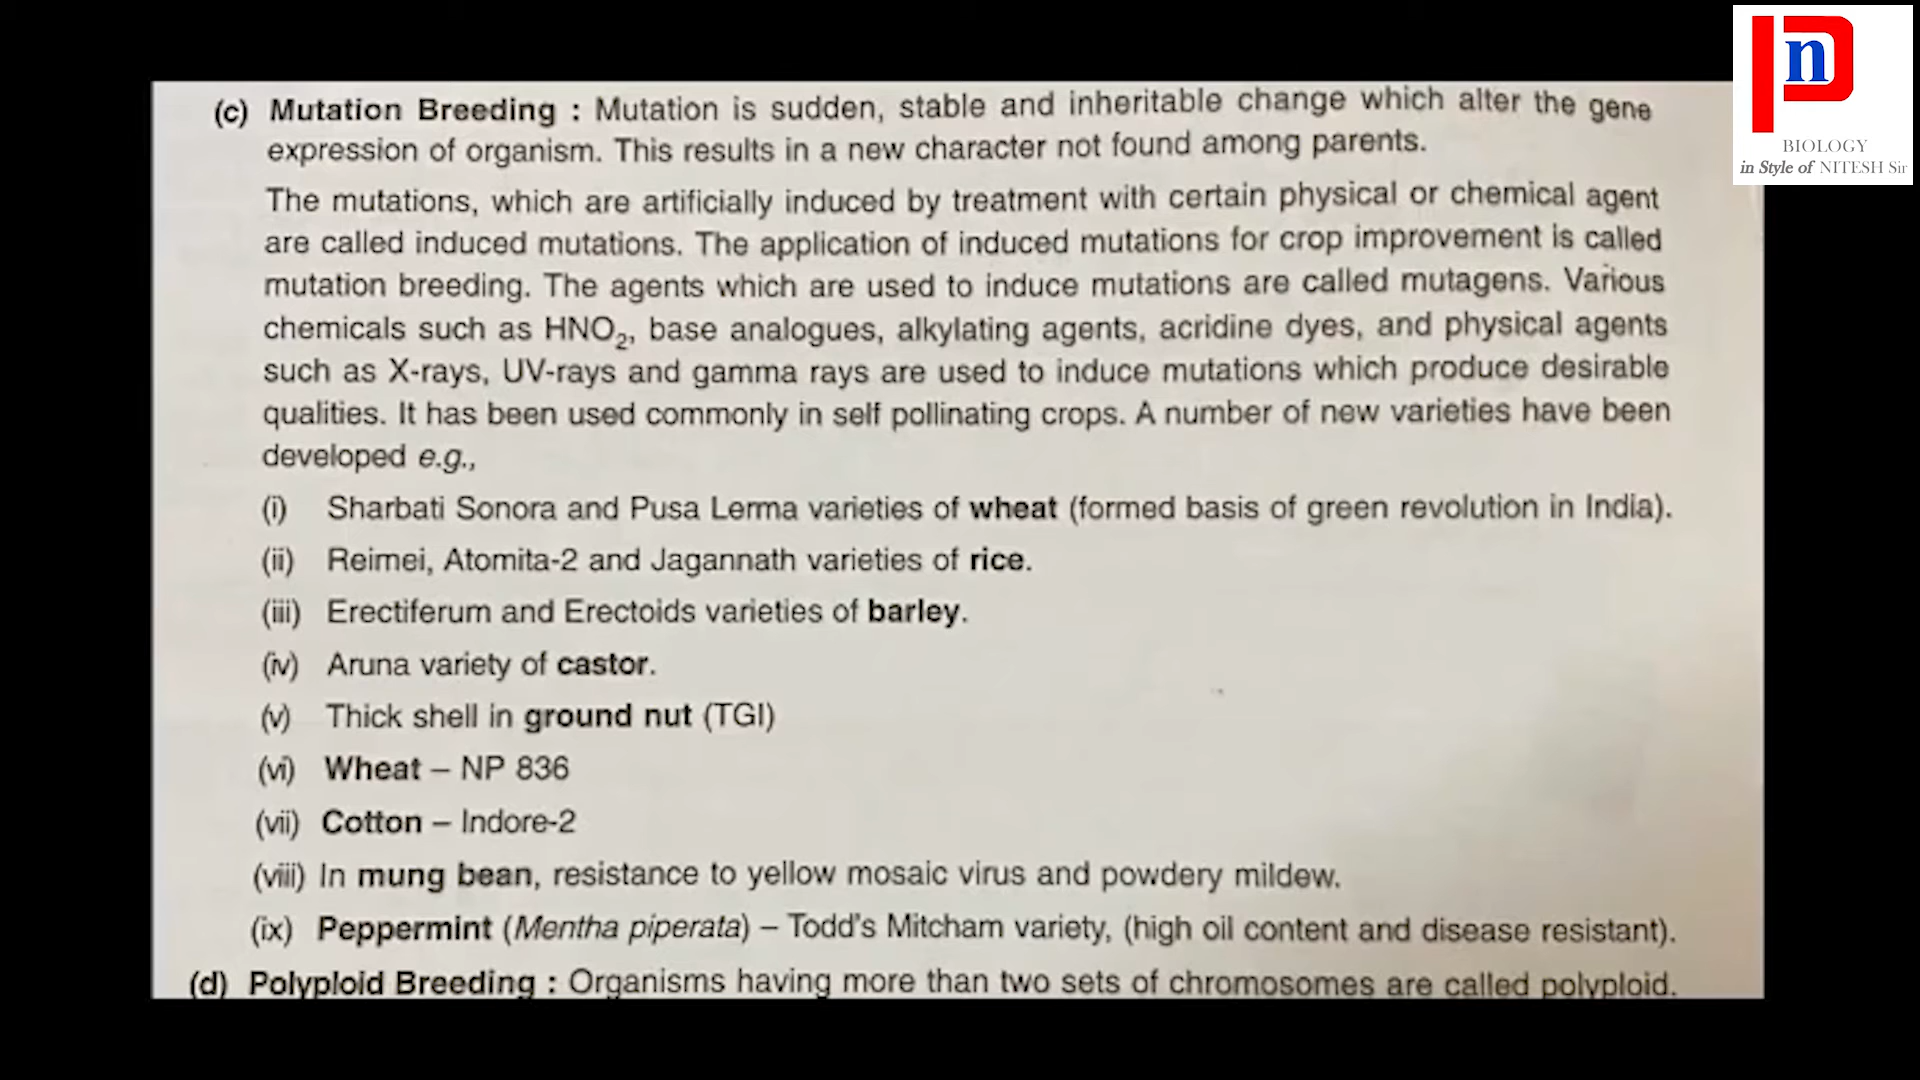 (c) Mutation Breeding : Mutation is sudden, stable and inheritable change which alter the gene
expression of organism. This results in a new character not found among parents.
The mutations, which are artificially induced by treatment with certain physical or chemical agent
are called induced mutations. The application of induced mutations for crop improvement is called
mutation breeding. The agents which are used to induce mutations are called mutagens. Various
chemicals such as HNO₂, base analogues, alkylating agents, acridine dyes, and physical agents
such as X-rays, UV-rays and gamma rays are used to induce mutations which produce desirable
qualities. It has been used commonly in self pollinating crops. A number of new varieties have been
developed e.g.,
(i) Sharbati Sonora and Pusa Lerma varieties of wheat (formed basis of green revolution in India).
(ii) Reimei, Atomita-2 and Jagannath varieties of rice.
(iii) Erectiferum and Erectoids varieties of barley.
(iv) Aruna variety of castor.
(v) Thick shell in ground nut (TGI)
(vi) Wheat – NP 836
(vii) Cotton – Indore-2
(viii) In mung bean, resistance to yellow mosaic virus and powdery mildew.
(ix) Peppermint (Mentha piperata) – Todd's Mitcham variety, (high oil content and disease resistant).
(d) Polyploid Breeding : Organisms having more than two sets of chromosomes are called polyploid.
Pn
BIOLOGY
in Style of NITESH Sir